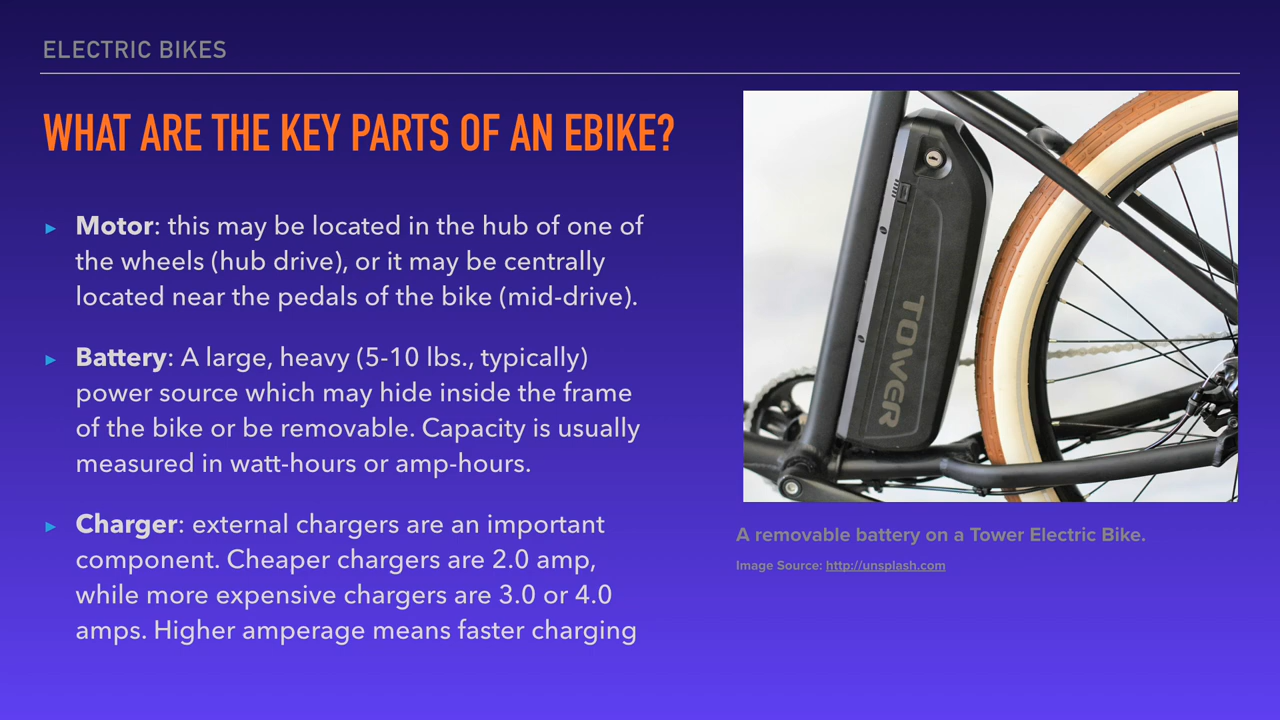 ELECTRIC BIKES
WHAT ARE THE KEY PARTS OF AN EBIKE?
▸ Motor: this may be located in the hub of one of
the wheels (hub drive), or it may be centrally
located near the pedals of the bike (mid-drive).
▸ Battery: A large, heavy (5-10 lbs., typically)
power source which may hide inside the frame
of the bike or be removable. Capacity is usually
measured in watt-hours or amp-hours.
▸ Charger: external chargers are an important
component. Cheaper chargers are 2.0 amp,
while more expensive chargers are 3.0 or 4.0
amps. Higher amperage means faster charging
TOWER
A removable battery on a Tower Electric Bike.
Image Source: http://unsplash.com